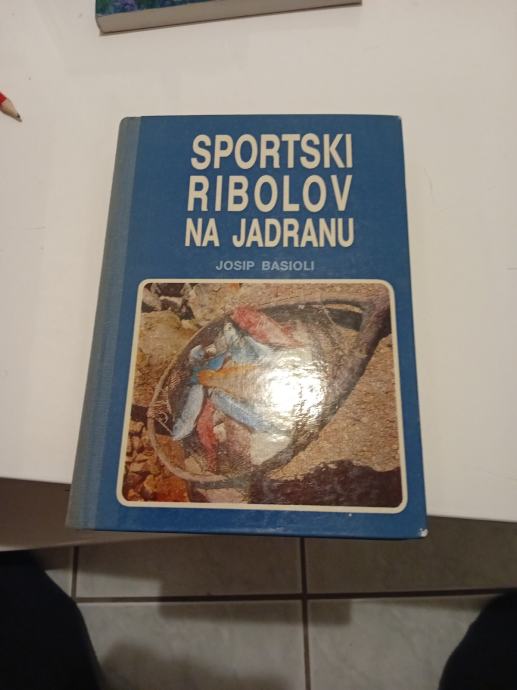 SPORTSKI
RIBOLOV
NA JADRANU
JOSIP BASIOLI